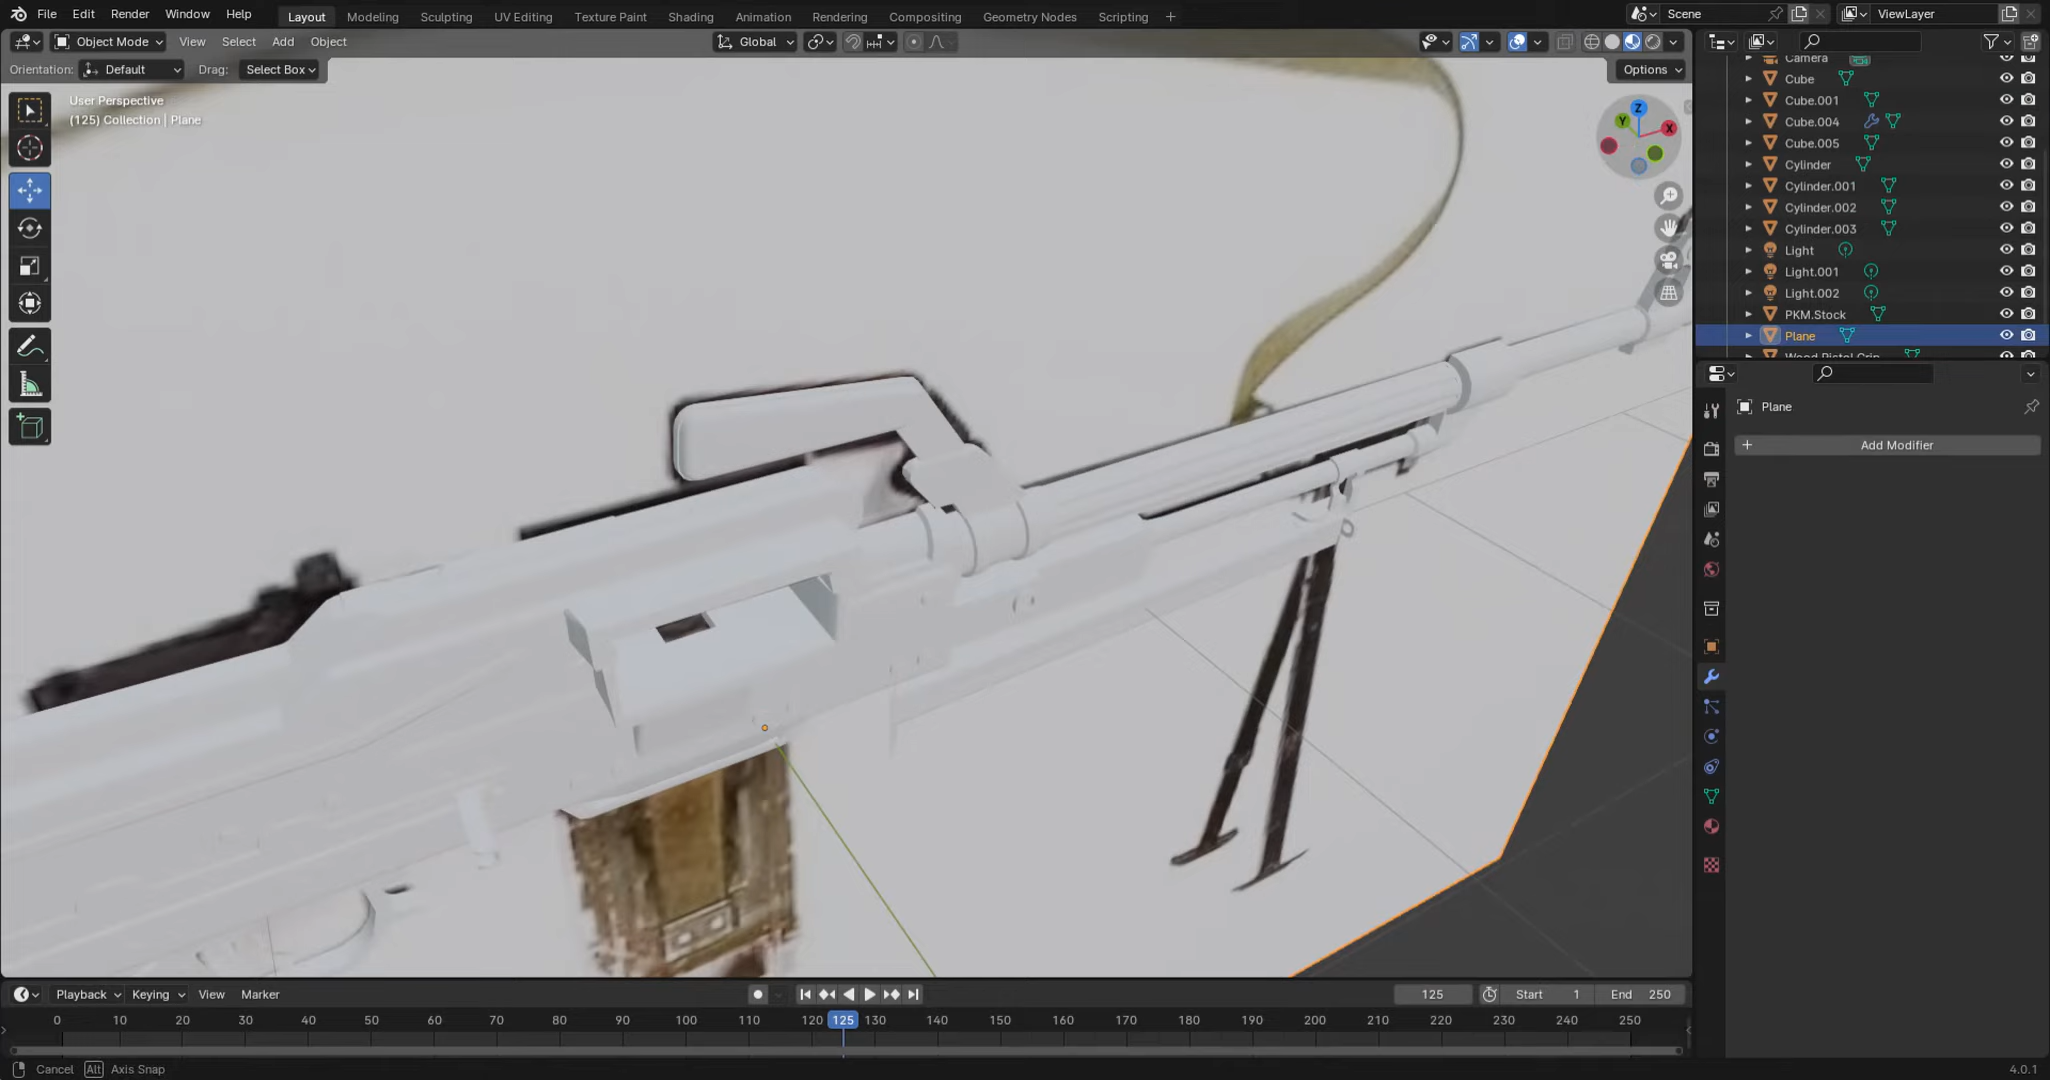 File Edit Render Window Help
Layout Modeling Sculpting UV Editing Texture Paint Shading Animation Rendering Compositing Geometry Nodes Scripting +
Scene
ViewLayer
Object Mode View Select Add Object
Global
Orientation: Default Drag: Select Box
Options
User Perspective
(125) Collection | Plane
Z
Y
X
Camera
Cube
Cube.001
Cube.004
Cube.005
Cylinder
Cylinder.001
Cylinder.002
Cylinder.003
Light
Light.001
Light.002
PKM.Stock
Plane
Wood Pistol Grip
Plane
+ Add Modifier
Playback Keying View Marker
125 Start 1 End 250
0 10 20 30 40 50 60 70 80 90 100 110 120 125 130 140 150 160 170 180 190 200 210 220 230 240 250
Cancel Alt Axis Snap
4.0.1